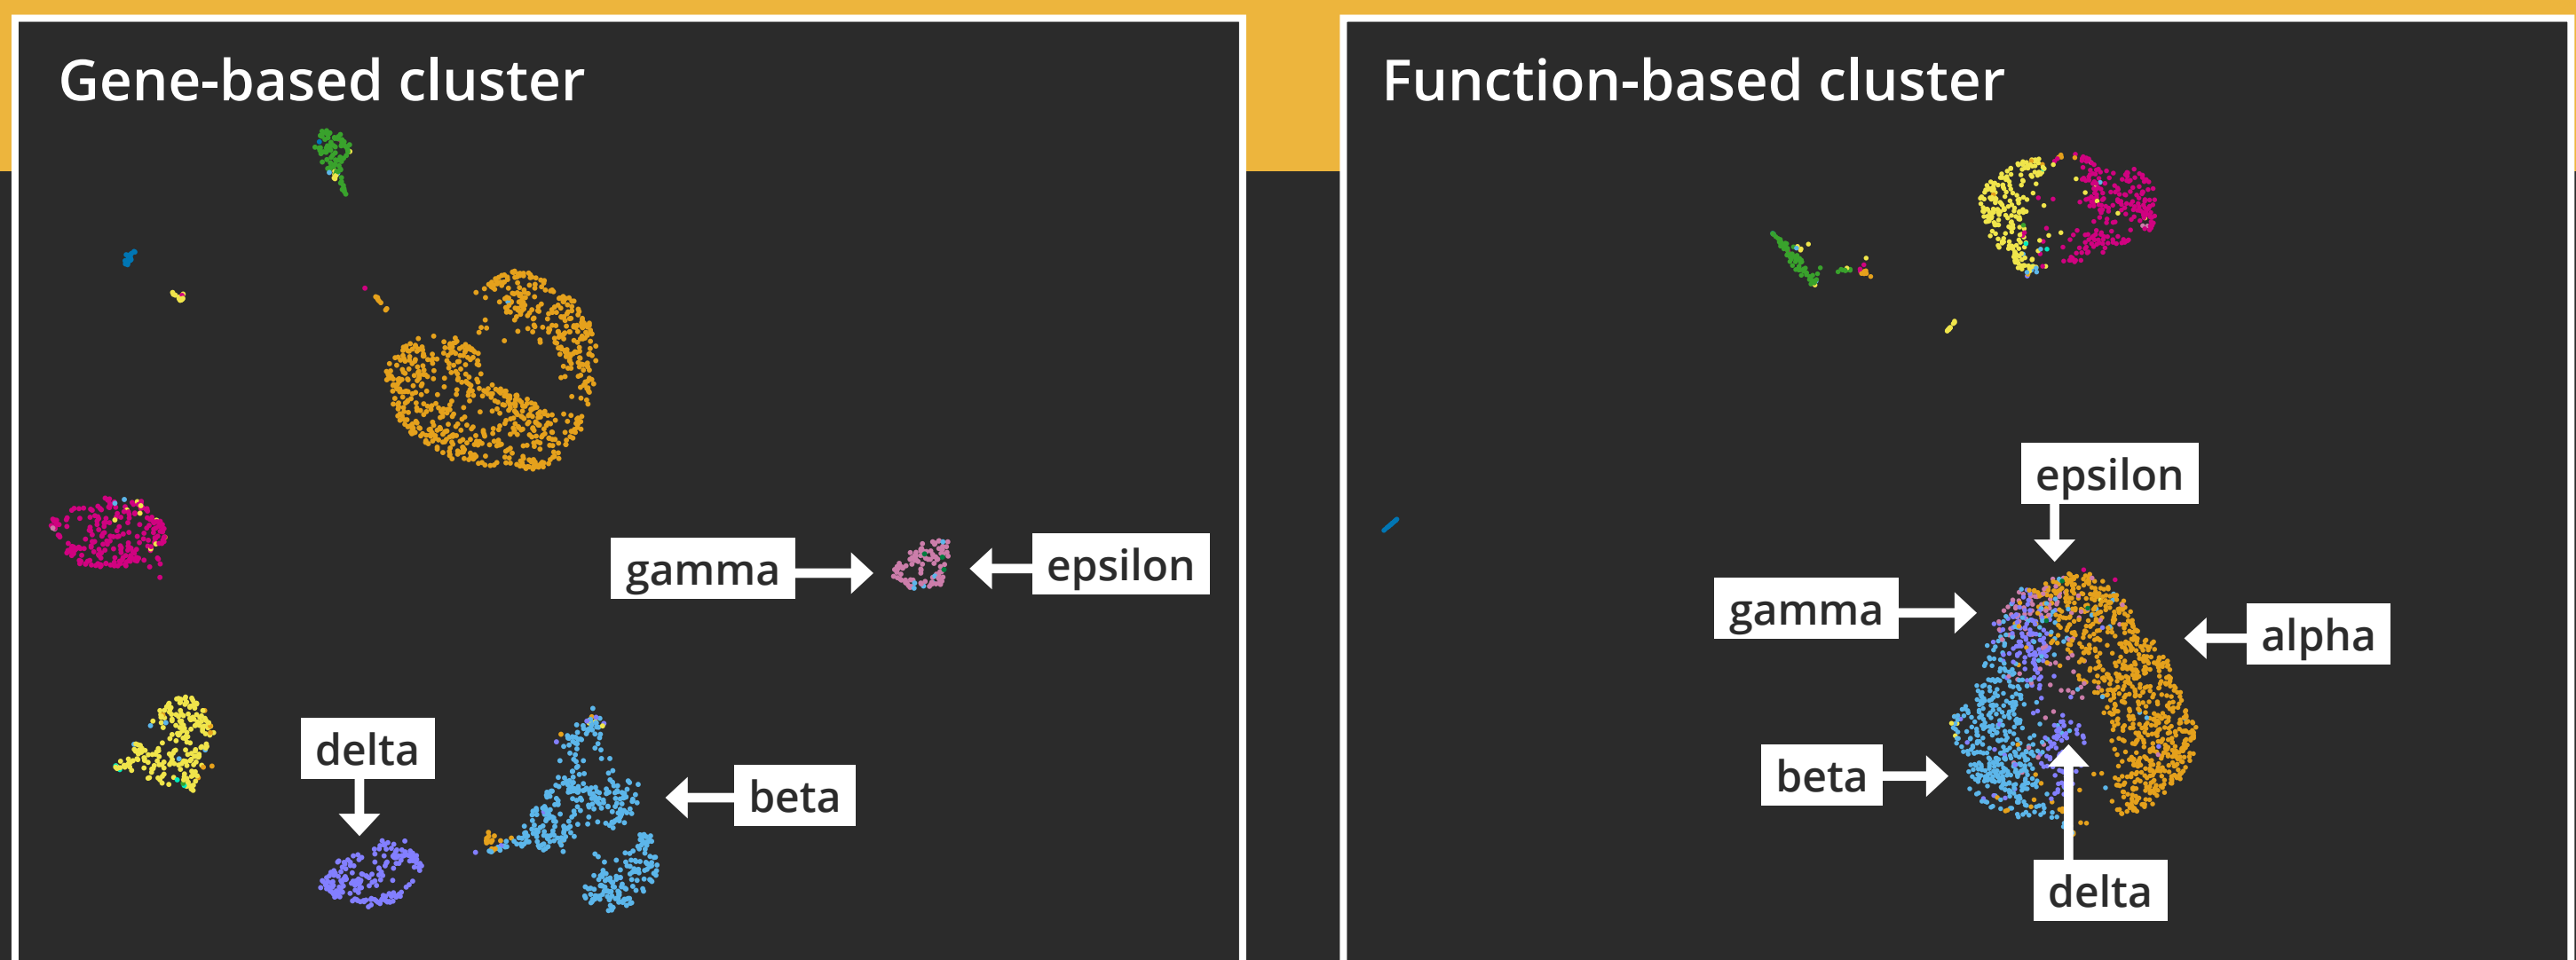 Gene-based cluster
gamma
epsilon
delta
beta
Function-based cluster
epsilon
gamma
alpha
beta
delta